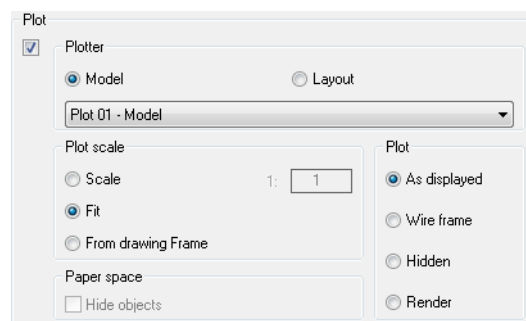 Plot
Plotter
Model Layout
Plot 01 - Model
Plot scale
Scale 1: 1
Fit
From drawing Frame
Paper space
Hide objects
Plot
As displayed
Wire frame
Hidden
Render